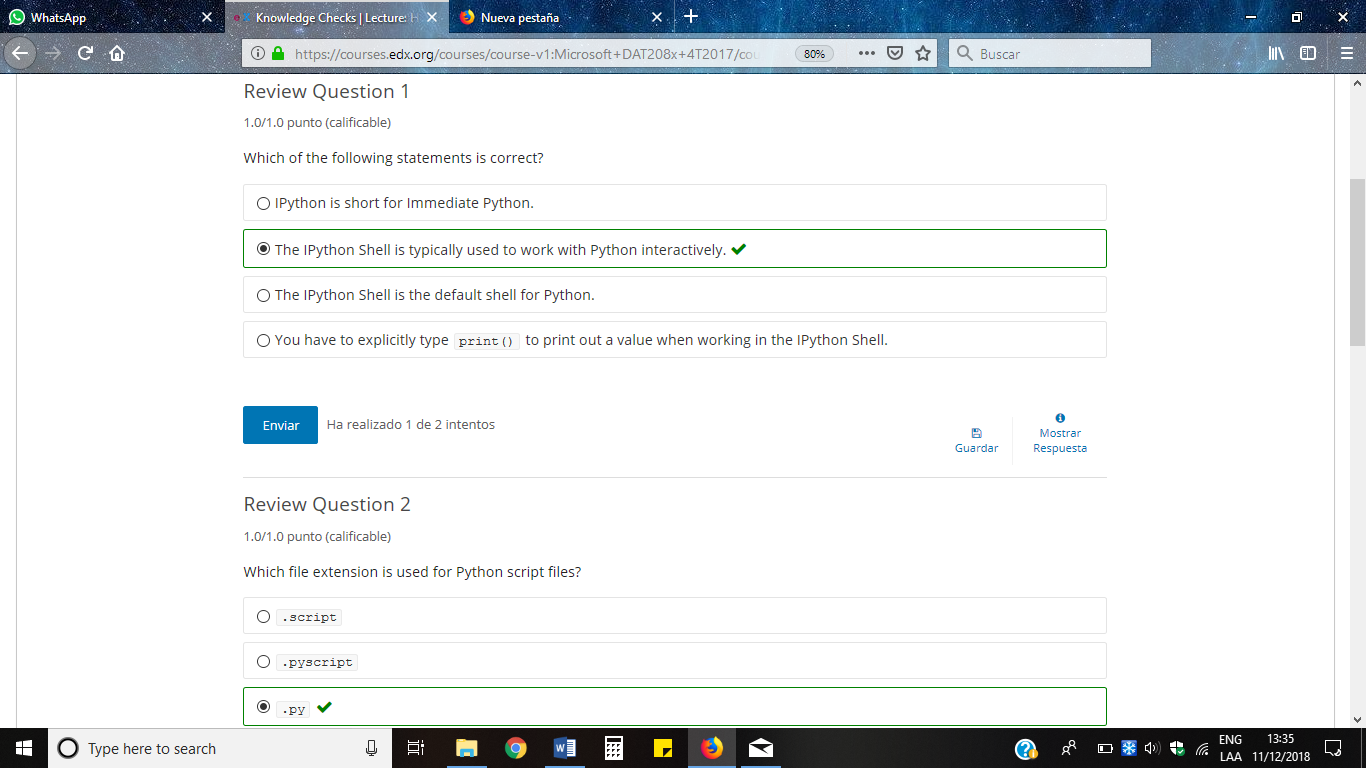 WhatsApp
Knowledge Checks | Lecture: H
Nueva pestaña
https://courses.edx.org/courses/course-v1:Microsoft+DAT208x+4T2017/cou
80%
Buscar
Review Question 1
1.0/1.0 punto (calificable)
Which of the following statements is correct?
IPython is short for Immediate Python.
The IPython Shell is typically used to work with Python interactively.
The IPython Shell is the default shell for Python.
You have to explicitly type print() to print out a value when working in the IPython Shell.
Enviar
Ha realizado 1 de 2 intentos
Guardar
Mostrar
Respuesta
Review Question 2
1.0/1.0 punto (calificable)
Which file extension is used for Python script files?
.script
.pyscript
.py
Type here to search
ENG
LAA
13:35
11/12/2018